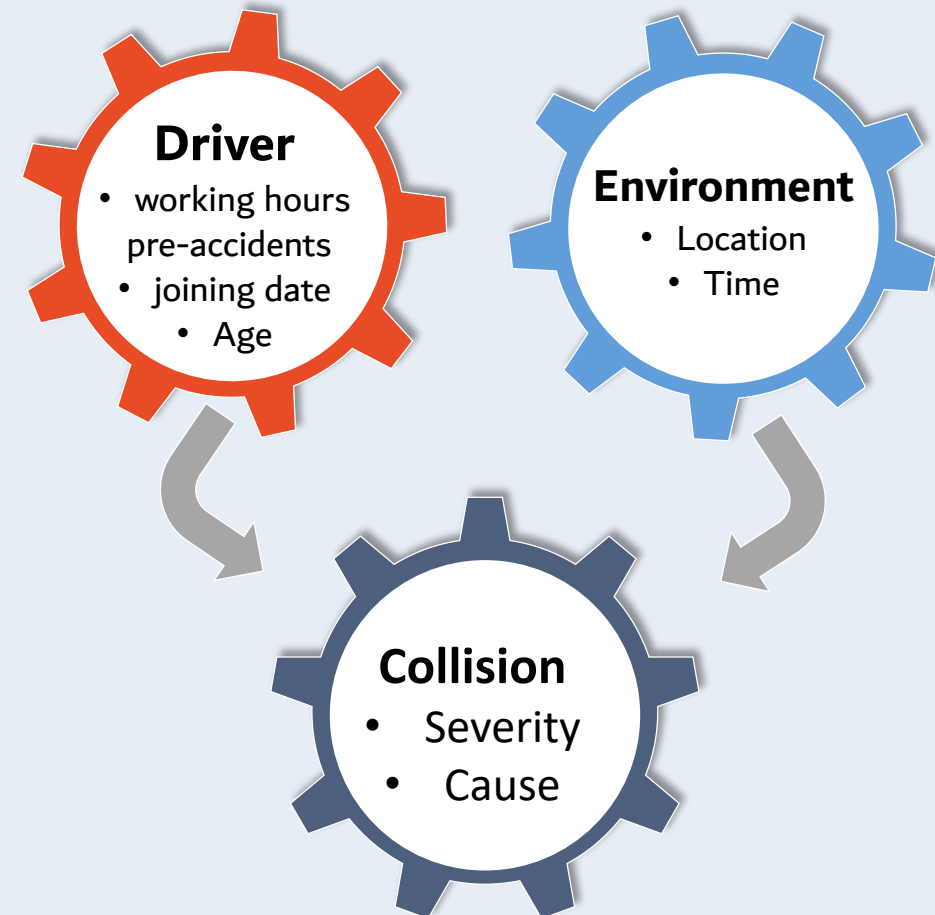 Driver
• working hours
pre-accidents
• joining date
• Age
Environment
• Location
• Time
Collision
• Severity
• Cause